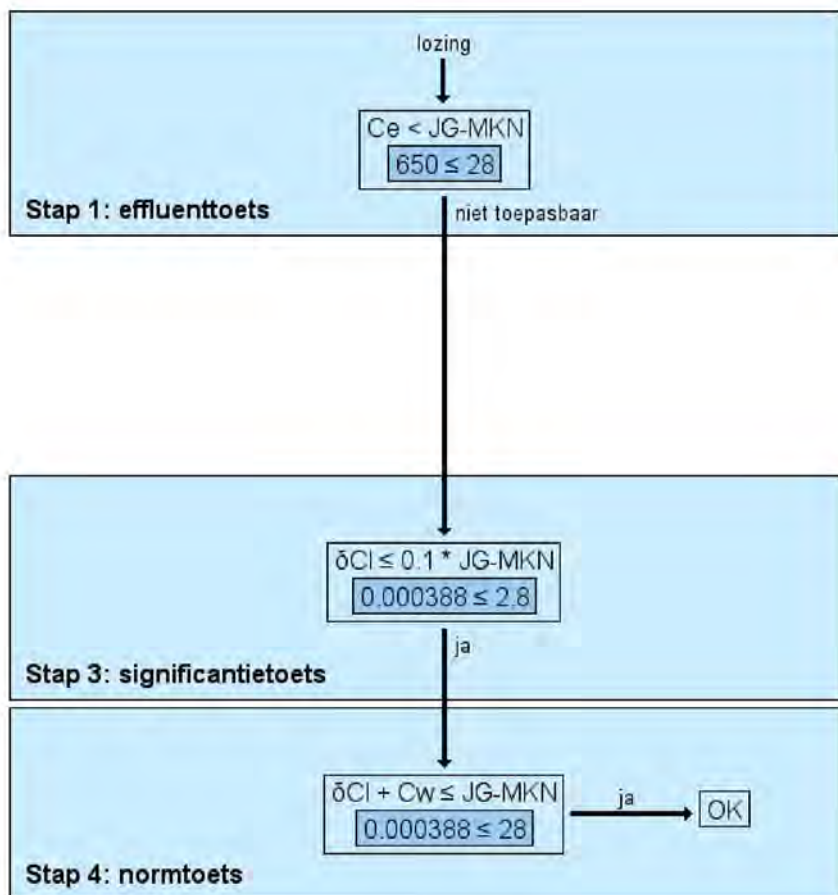 lozing
Ce < JG-MKN
650 ≤ 28
niet toepasbaar
Stap 1: effluenttoets
δCl ≤ 0.1 * JG-MKN
0.000388 ≤ 2.8
ja
Stap 3: significantietoets
δCl + Cw ≤ JG-MKN
0.000388 ≤ 28
ja
OK
Stap 4: normtoets